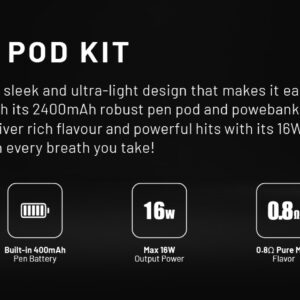 POD KIT
sleek and ultra-light design that makes it ea
its 2400mAh robust pen pod and powebank
iver rich flavour and powerful hits with its 16W
every breath you take!
16W 0.8Ω
Built-in 400mAh Max 16W 0.8Ω Pure M
Pen Battery Output Power Flavor